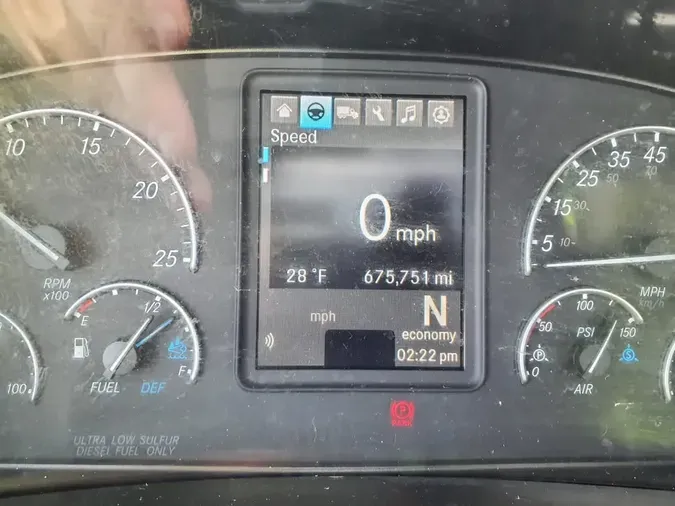 Speed
0 mph
28 °F 675,751 mi
mph
N
economy
02:22 pm
10 15 20 25
RPM
x100
E 1/2 F
FUEL DEF
100
ULTRA LOW SULFUR
DIESEL FUEL ONLY
PARK
5 15 25 35 45
10 30 50 70
MPH
km/h
0 50 100 150
PSI
AIR